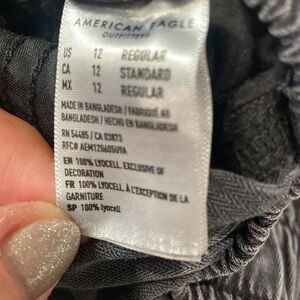 AMERICAN EAGLE
OUTFITTERS
US 12 REGULAR
CA 12 STANDARD
MX 12 REGULAR
MADE IN BANGLADESH / FABRIQUÉ AU
BANGLADESH / HECHO EN BANGLADESH
RN 54485 / CA 03873
RFC# AEM120605U9A
EN 100% LYOCELL, EXCLUSIVE OF
DECORATION
FR 100% LYOCELL À L'EXCEPTION DE LA
GARNITURE
SP 100% lyocell